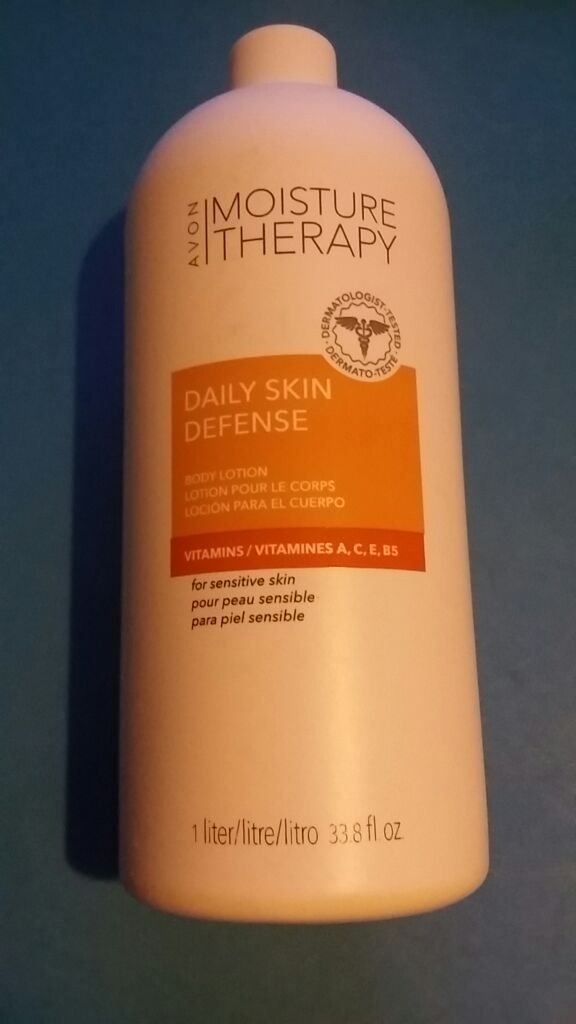 AVON
MOISTURE
THERAPY
DERMATOLOGIST-TESTED
DERMATO-TESTÉ
DAILY SKIN
DEFENSE
BODY LOTION
LOTION POUR LE CORPS
LOCIÓN PARA EL CUERPO
VITAMINS / VITAMINES A, C, E, B5
for sensitive skin
pour peau sensible
para piel sensible
1 liter/litre/litro 33.8 fl. oz.